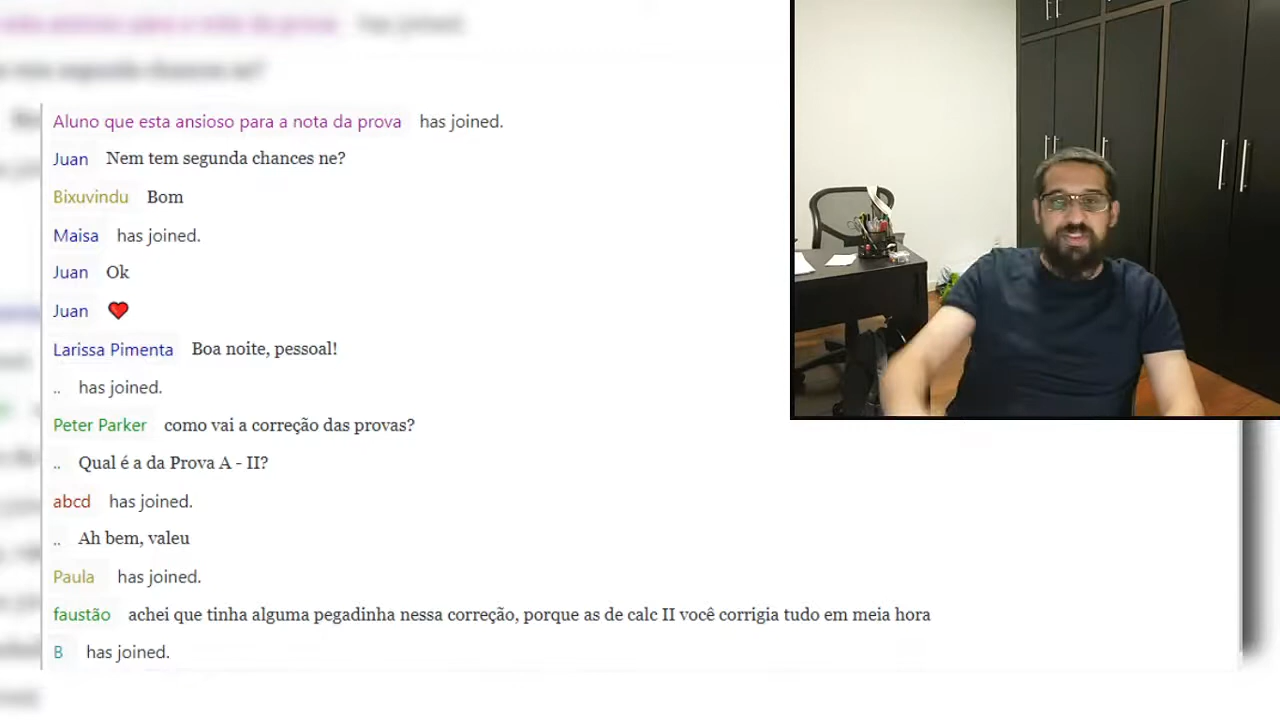 Aluno que esta ansioso para a nota da prova has joined.
Juan Nem tem segunda chances ne?
Bixuvindu Bom
Maisa has joined.
Juan Ok
Juan ❤
Larissa Pimenta Boa noite, pessoal!
.. has joined.
Peter Parker como vai a correção das provas?
.. Qual é a da Prova A - II?
abcd has joined.
.. Ah bem, valeu
Paula has joined.
faustão achei que tinha alguma pegadinha nessa correção, porque as de calc II você corrigia tudo em meia hora
B has joined.